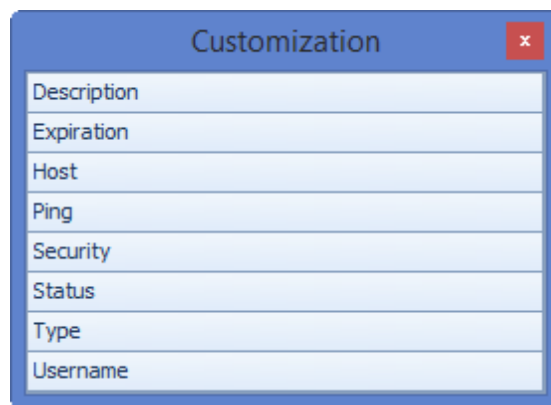 Customization
x
Description
Expiration
Host
Ping
Security
Status
Type
Username